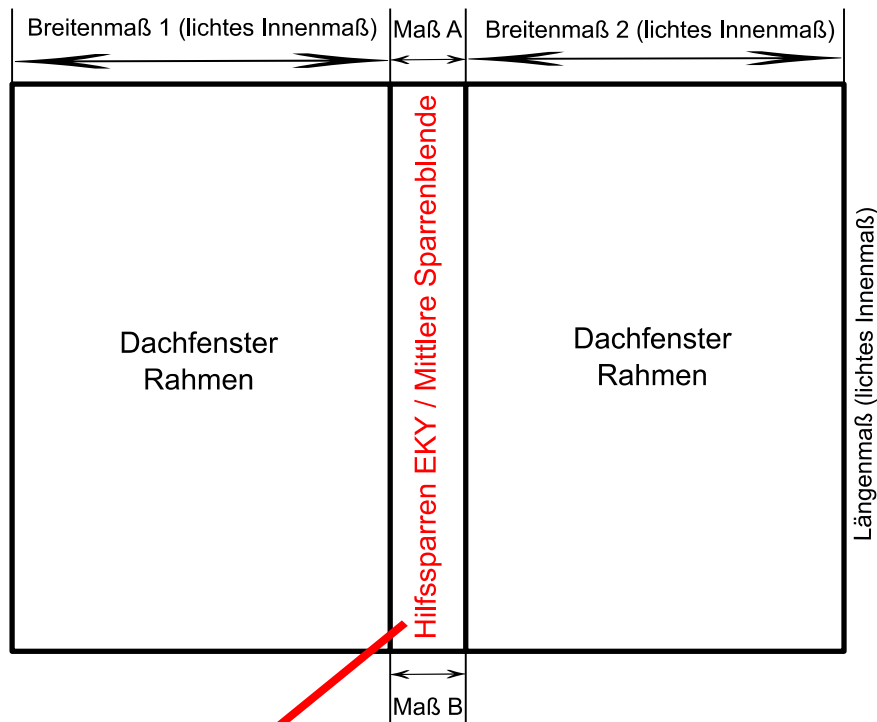 Breitenmaß 1 (lichtes Innenmaß)
Maß A
Breitenmaß 2 (lichtes Innenmaß)
Dachfenster
Rahmen
Hilfssparren EKY / Mittlere Sparrenblende
Dachfenster
Rahmen
Längenmaß (lichtes Innenmaß)
Maß B